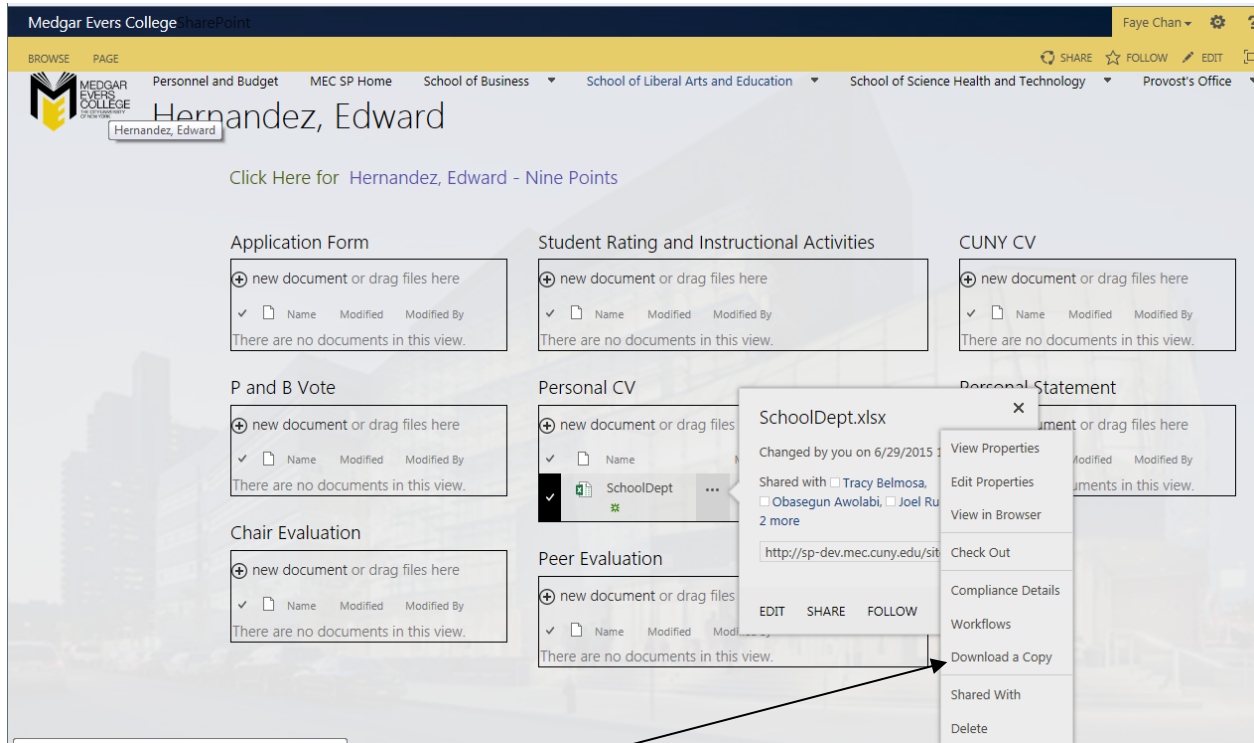 Medgar Evers College SharePoint
Faye Chan
?
BROWSE PAGE
SHARE FOLLOW EDIT
MEDGAR
EVERS
COLLEGE
Personnel and Budget MEC SP Home School of Business School of Liberal Arts and Education School of Science Health and Technology Provost's Office
Hernandez, Edward
Hernandez, Edward
Click Here for Hernandez, Edward - Nine Points
Application Form
new document or drag files here
Name Modified Modified By
There are no documents in this view.
Student Rating and Instructional Activities
new document or drag files here
Name Modified Modified By
There are no documents in this view.
CUNY CV
new document or drag files here
Name Modified Modified By
There are no documents in this view.
P and B Vote
new document or drag files here
Name Modified Modified By
There are no documents in this view.
Personal CV
new document or drag files
Name
SchoolDept
...
Personal Statement
or drag files here
Modified By
in this view.
SchoolDept.xlsx
Changed by you on 6/29/2015 1
Shared with Tracy Belmosa,
Obasegun Awolabi, Joel Ru
2 more
http://sp-dev.mec.cuny.edu/sit
EDIT SHARE FOLLOW
View Properties
Edit Properties
View in Browser
Check Out
Compliance Details
Workflows
Download a Copy
Shared With
Delete
Chair Evaluation
new document or drag files here
Name Modified Modified By
There are no documents in this view.
Peer Evaluation
new document or drag files
Name Modified
There are no documents in this view.